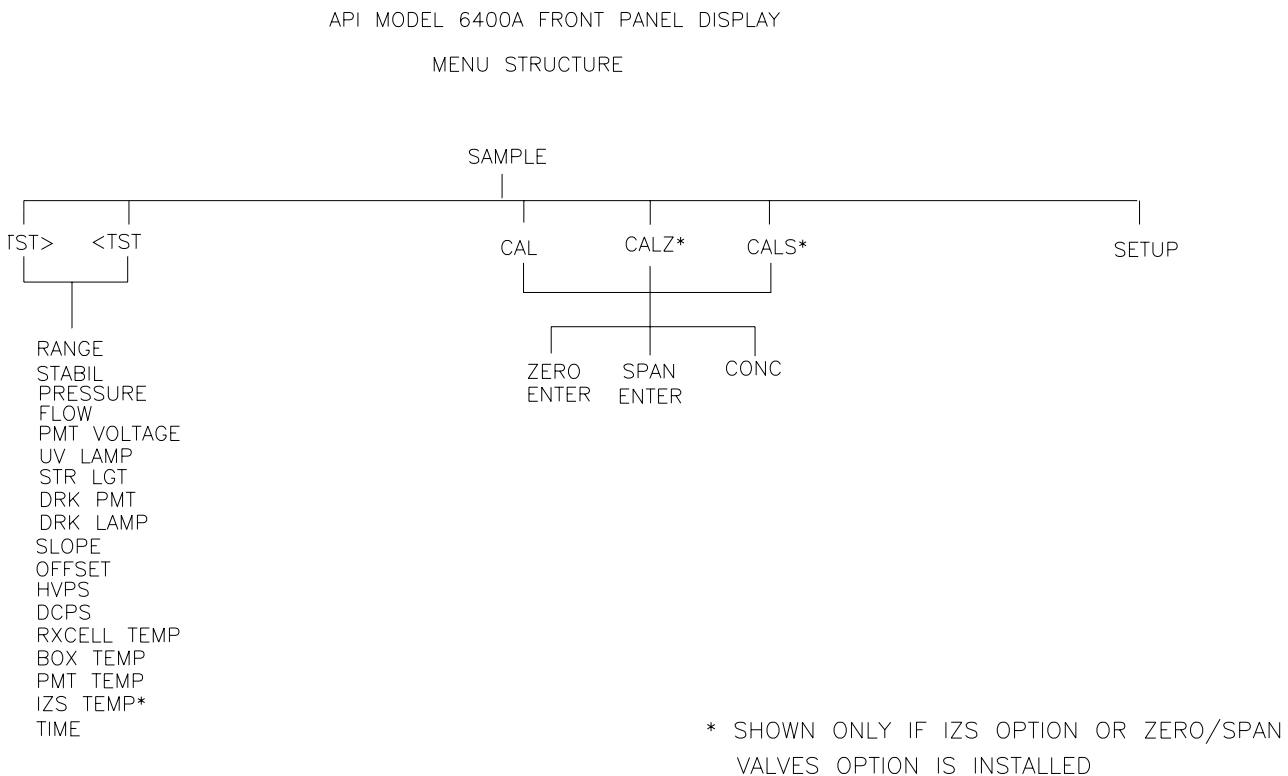 API MODEL 6400A FRONT PANEL DISPLAY
MENU STRUCTURE
SAMPLE
TST> <TST CAL CALZ* CALS* SETUP
RANGE
STABIL
PRESSURE
FLOW
PMT VOLTAGE
UV LAMP
STR LGT
DRK PMT
DRK LAMP
SLOPE
OFFSET
HVPS
DCPS
RXCELL TEMP
BOX TEMP
PMT TEMP
IZS TEMP*
TIME
ZERO
ENTER
SPAN
ENTER
CONC
* SHOWN ONLY IF IZS OPTION OR ZERO/SPAN
VALVES OPTION IS INSTALLED